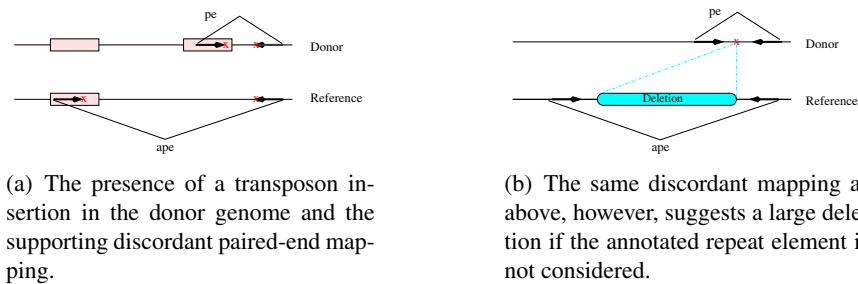 pe
x
x
Donor
x
x
Reference
ape
(a) The presence of a transposon in-
sertion in the donor genome and the
supporting discordant paired-end map-
ping.
pe
x
Donor
Deletion
Reference
ape
(b) The same discordant mapping a
above, however, suggests a large dele
tion if the annotated repeat element i
not considered.